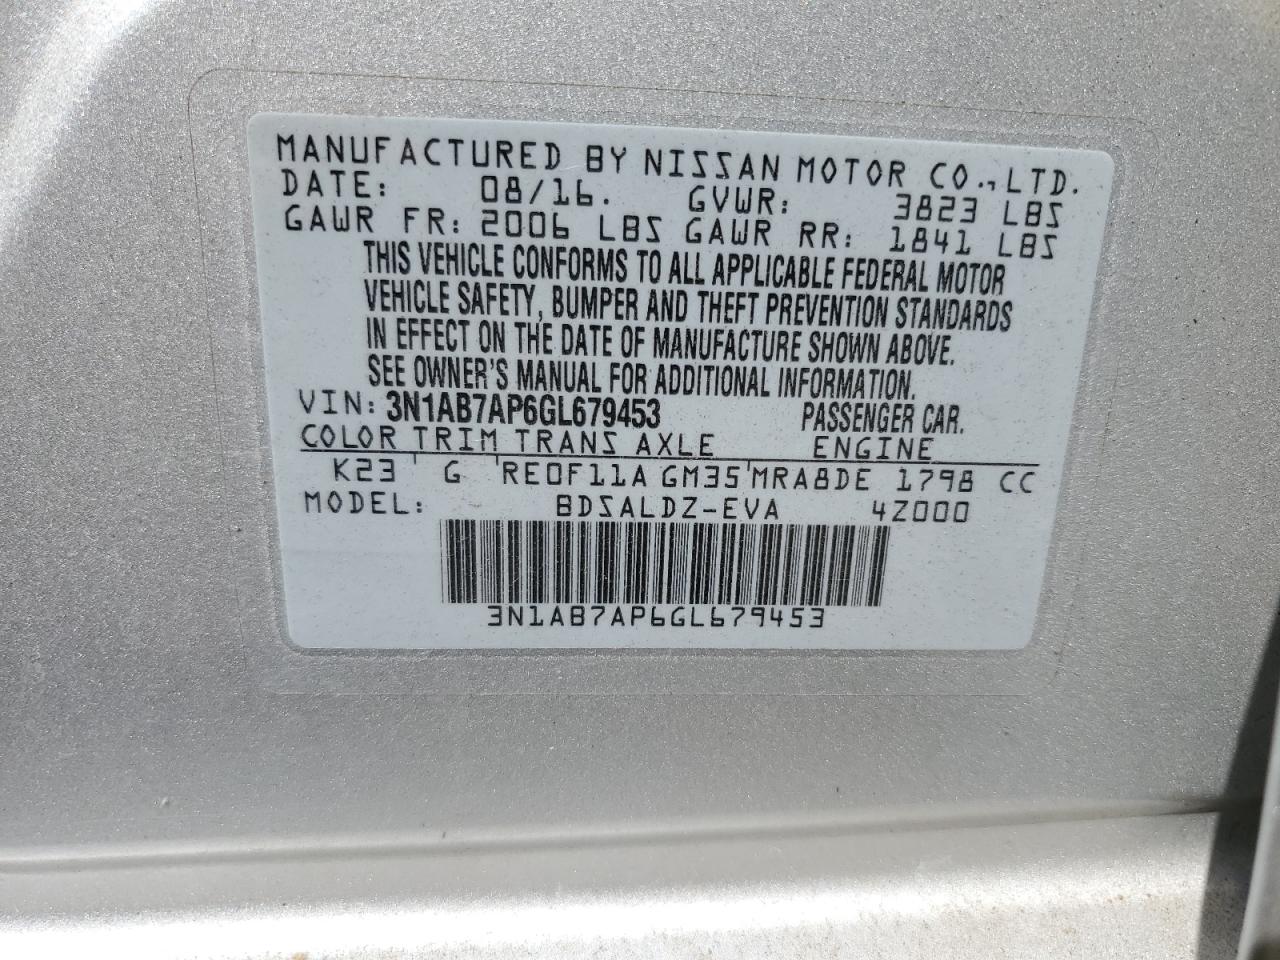 MANUFACTURED BY NISSAN MOTOR CO., LTD.
DATE: 08/16. GVWR: 3823 LBS
GAWR FR: 2006 LBS GAWR RR: 1841 LBS
THIS VEHICLE CONFORMS TO ALL APPLICABLE FEDERAL MOTOR
VEHICLE SAFETY, BUMPER AND THEFT PREVENTION STANDARDS
IN EFFECT ON THE DATE OF MANUFACTURE SHOWN ABOVE.
SEE OWNER'S MANUAL FOR ADDITIONAL INFORMATION.
VIN: 3N1AB7AP6GL679453 PASSENGER CAR.
COLOR TRIM TRANS AXLE ENGINE
K23 G RE0F11A GM35 MRA8DE 1798 CC
MODEL: BDSALDZ-EVA 4Z000
3N1AB7AP6GL679453